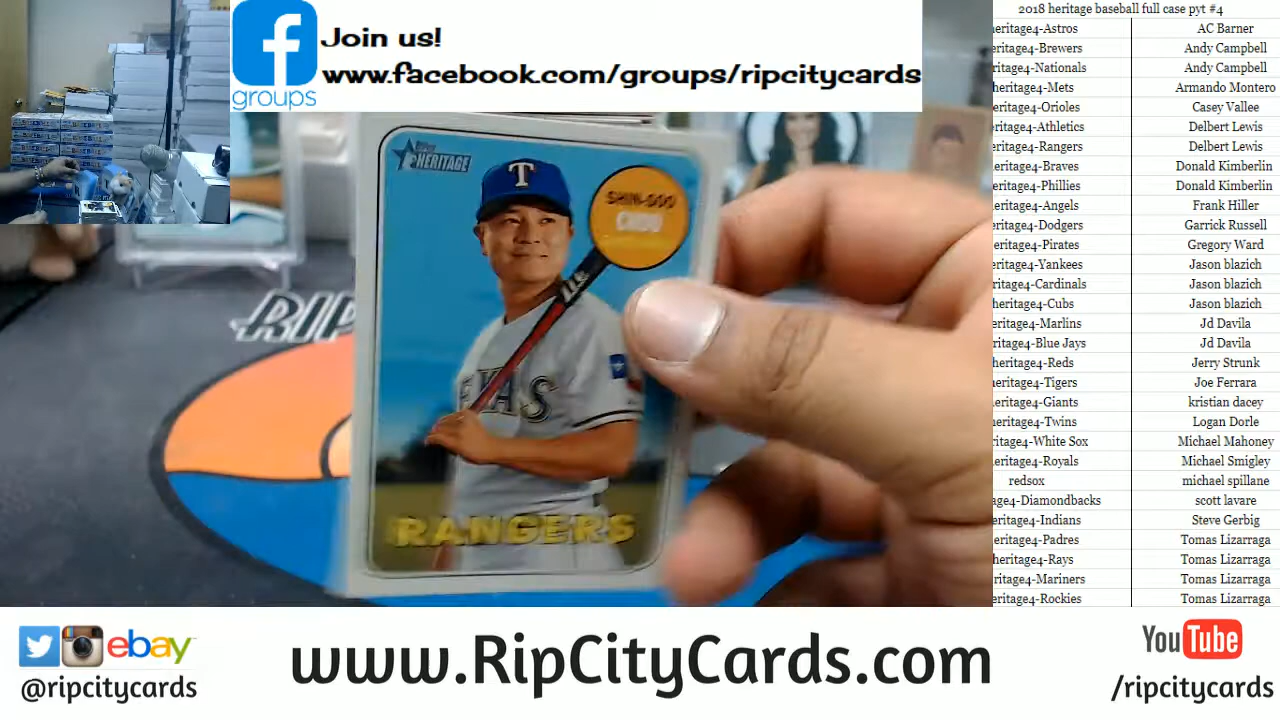 Join us!
www.facebook.com/groups/ripcitycards
groups
Topps
HERITAGE
T
SHIN-SOO
CHOO
TEXAS
RANGERS
RIP
2018 heritage baseball full case pyt #4
eritage4-Astros AC Barner
eritage4-Brewers Andy Campbell
ritage4-Nationals Andy Campbell
heritage4-Mets Armando Montero
eritage4-Orioles Casey Vallee
eritage4-Athletics Delbert Lewis
eritage4-Rangers Delbert Lewis
eritage4-Braves Donald Kimberlin
eritage4-Phillies Donald Kimberlin
eritage4-Angels Frank Hiller
eritage4-Dodgers Garrick Russell
eritage4-Pirates Gregory Ward
eritage4-Yankees Jason blazich
ritage4-Cardinals Jason blazich
heritage4-Cubs Jason blazich
eritage4-Marlins Jd Davila
eritage4-Blue Jays Jd Davila
heritage4-Reds Jerry Strunk
eritage4-Tigers Joe Ferrara
eritage4-Giants kristian dacey
eritage4-Twins Logan Dorle
ritage4-White Sox Michael Mahoney
eritage4-Royals Michael Smigley
redsox michael spillane
age4-Diamondbacks scott lavare
eritage4-Indians Steve Gerbig
eritage4-Padres Tomas Lizarraga
heritage4-Rays Tomas Lizarraga
ritage4-Mariners Tomas Lizarraga
eritage4-Rockies Tomas Lizarraga
ebay
@ripcitycards
www.RipCityCards.com
YouTube
/ripcitycards